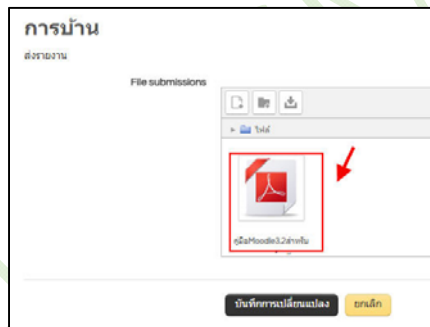 การบ้าน
ส่งรายงาน
File submissions
ไฟล์
คู่มือMoodle3.2สำหรับ
บันทึกการเปลี่ยนแปลง
ยกเลิก